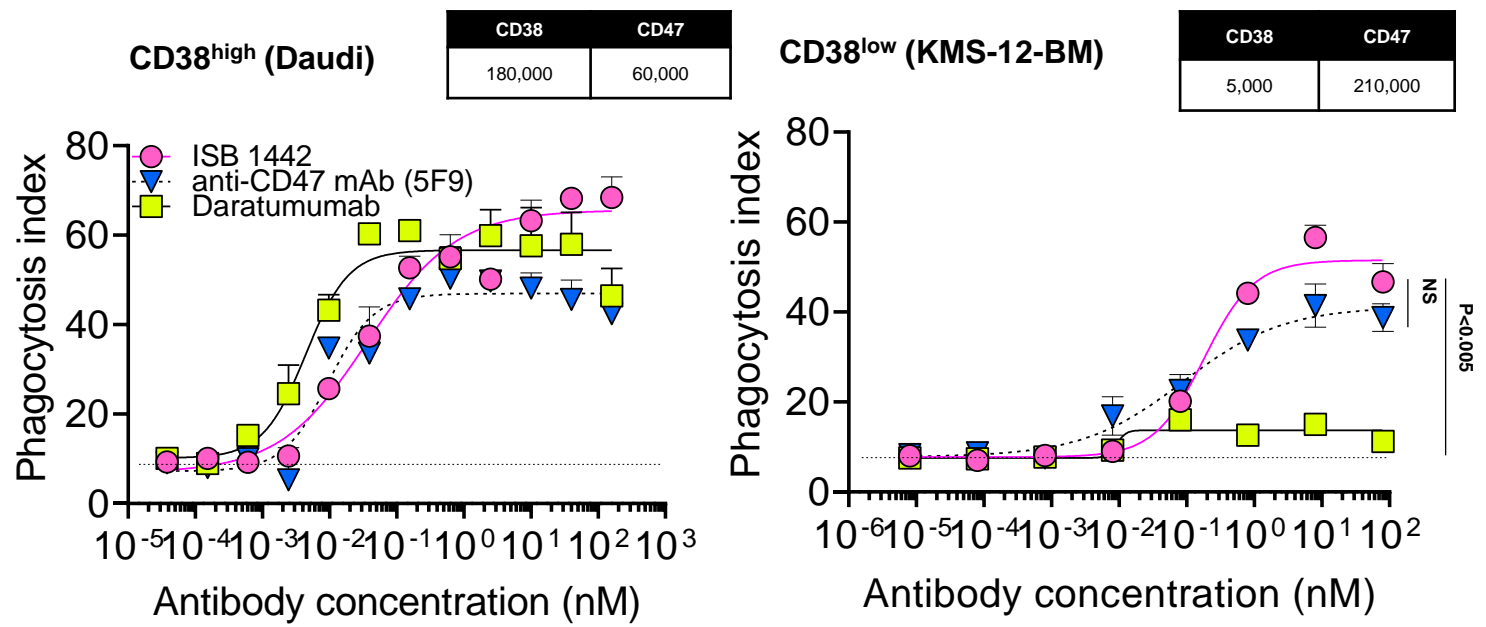 CD38high (Daudi)
CD38 CD47
180,000 60,000
Phagocytosis index
80
60
40
20
0
ISB 1442
anti-CD47 mAb (5F9)
Daratumumab
10-5 10-4 10-3 10-2 10-1 100 101 102 103
Antibody concentration (nM)
CD38low (KMS-12-BM)
CD38 CD47
5,000 210,000
Phagocytosis index
80
60
40
20
0
NS
P<0.005
10-6 10-5 10-4 10-3 10-2 10-1 100 101 102
Antibody concentration (nM)